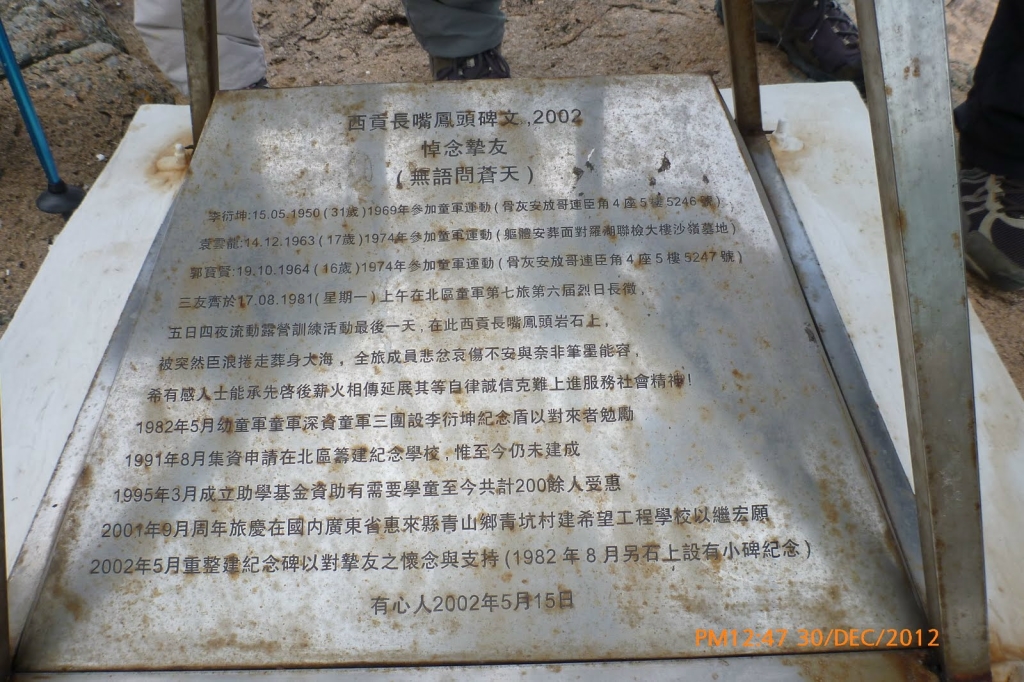 西貢長嘴鳳頭碑文,2002
悼念摯友
(無語問蒼天)
李衍坤:15.05.1950(31歲)1969年參加童軍運動(骨灰安放哥連臣角4座5樓5246號)
袁雲龍:14.12.1963(17歲)1974年參加童軍運動(軀體安葬面對羅湖聯檢大樓沙嶺墓地)
郭育賢:19.10.1964(16歲)1974年參加童軍運動(骨灰安放哥連臣角4座5樓5247號)
三友齊於17.08.1981(星期一)上午在北區童軍第七旅第六届烈日長徵,
五日四夜流動露營訓練活動最後一天,在此西貢長嘴鳳頭岩石上,
被突然巨浪捲走葬身大海,全旅成員悲忿哀傷不安與奈非筆墨能容,
希有感人士能承先啓後薪火相傳延展其等自律誠信克難上進服務社會精神!
1982年5月幼童軍童軍深資童軍三團設李衍坤紀念盾以對來者勉勵
1991年8月集資申請在北區籌建紀念學校,惟至今仍未建成
1995年3月成立助學基金資助有需要學童至今共計200餘人受惠
2001年9月周年旅慶在國内廣東省惠來縣青山鄉青坑村建希望工程學校以繼宏願
2002年5月重整建紀念碑以對摯友之懷念與支持(1982年8月另石上設有小碑紀念)
有心人2002年5月15日
PM12:47 30/DEC/2012